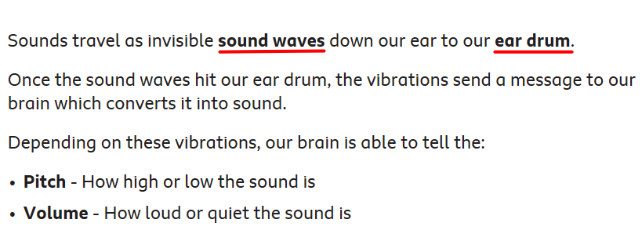 Sounds travel as invisible sound waves down our ear to our ear drum.
Once the sound waves hit our ear drum, the vibrations send a message to our
brain which converts it into sound.
Depending on these vibrations, our brain is able to tell the:
• Pitch - How high or low the sound is
• Volume - How loud or quiet the sound is